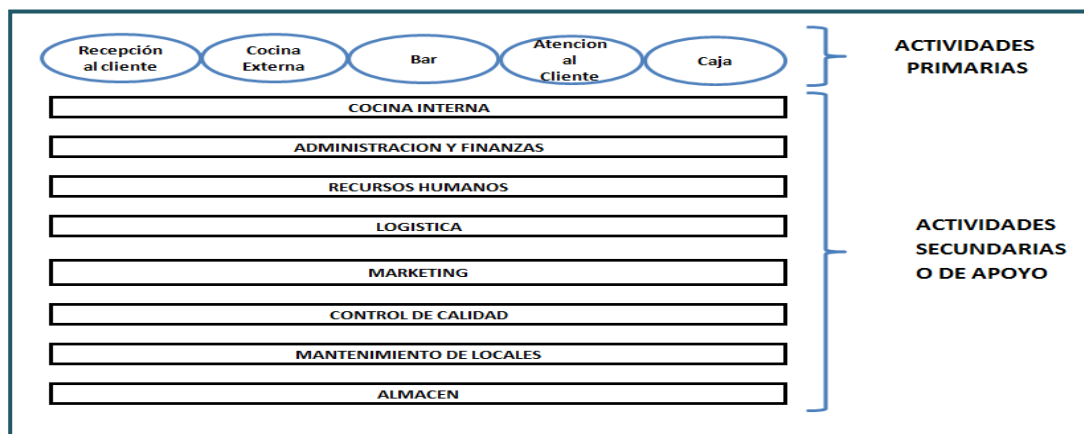 Recepción
al cliente
Cocina
Externa
Bar
Atencion
al
Cliente
Caja
ACTIVIDADES
PRIMARIAS
COCINA INTERNA
ADMINISTRACION Y FINANZAS
RECURSOS HUMANOS
LOGISTICA
MARKETING
CONTROL DE CALIDAD
MANTENIMIENTO DE LOCALES
ALMACEN
ACTIVIDADES
SECUNDARIAS
O DE APOYO